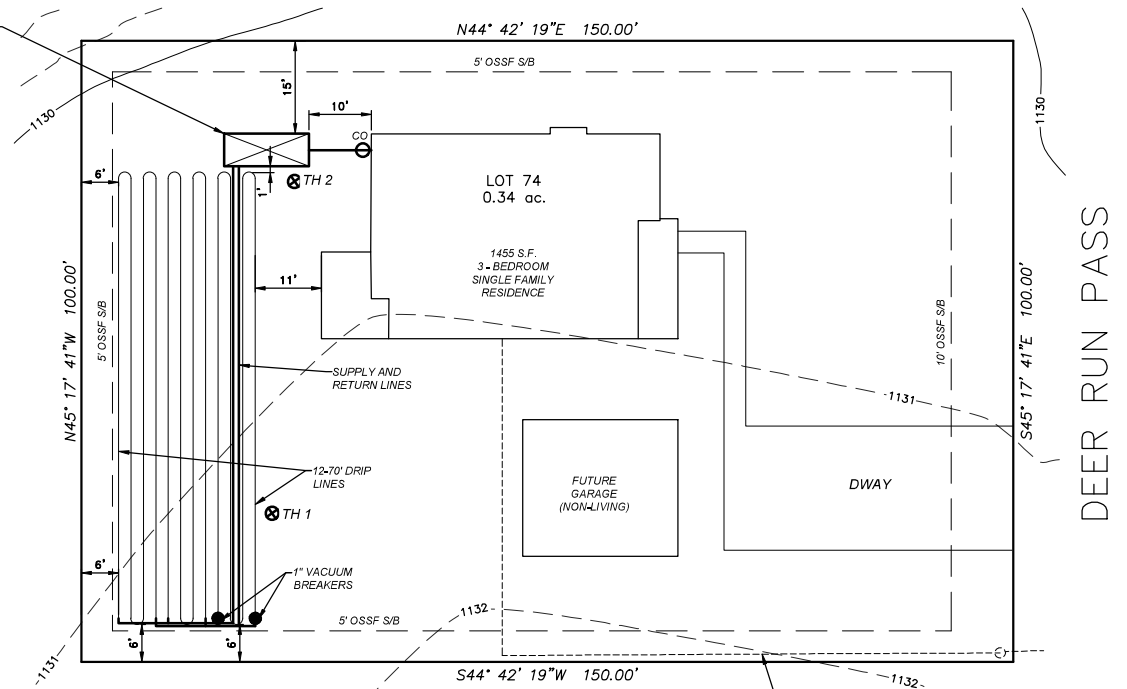 N44° 42' 19"E 150.00'
5' OSSF S/B
1130
15'
10'
CO
1130
6'
1'
TH 2
LOT 74
0.34 ac.
1455 S.F.
3 - BEDROOM
SINGLE FAMILY
RESIDENCE
11'
N45° 17' 41"W 100.00'
5' OSSF S/B
10' OSSF S/B
S45° 17' 41"E 100.00'
DEER RUN PASS
SUPPLY AND
RETURN LINES
1131
12-70' DRIP
LINES
TH 1
FUTURE
GARAGE
(NON-LIVING)
DWAY
6'
1" VACUUM
BREAKERS
5' OSSF S/B
1132
6'
6'
1131
S44° 42' 19"W 150.00'
1132